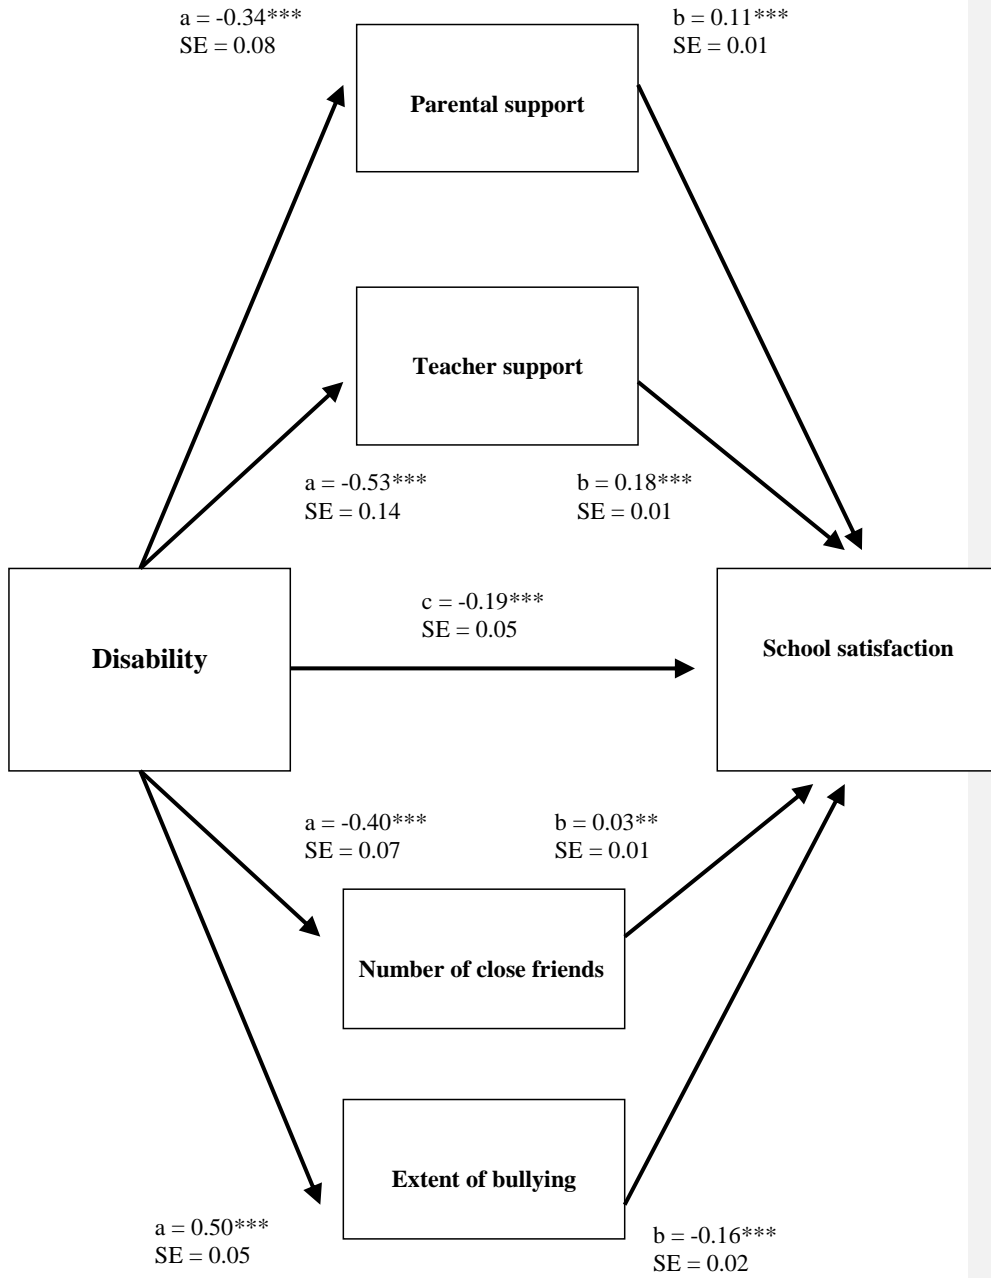 a = -0.34***
SE = 0.08
b = 0.11***
SE = 0.01
Parental support
Teacher support
a = -0.53***
SE = 0.14
b = 0.18***
SE = 0.01
c = -0.19***
SE = 0.05
Disability
School satisfaction
a = -0.40***
SE = 0.07
b = 0.03**
SE = 0.01
Number of close friends
Extent of bullying
a = 0.50***
SE = 0.05
b = -0.16***
SE = 0.02